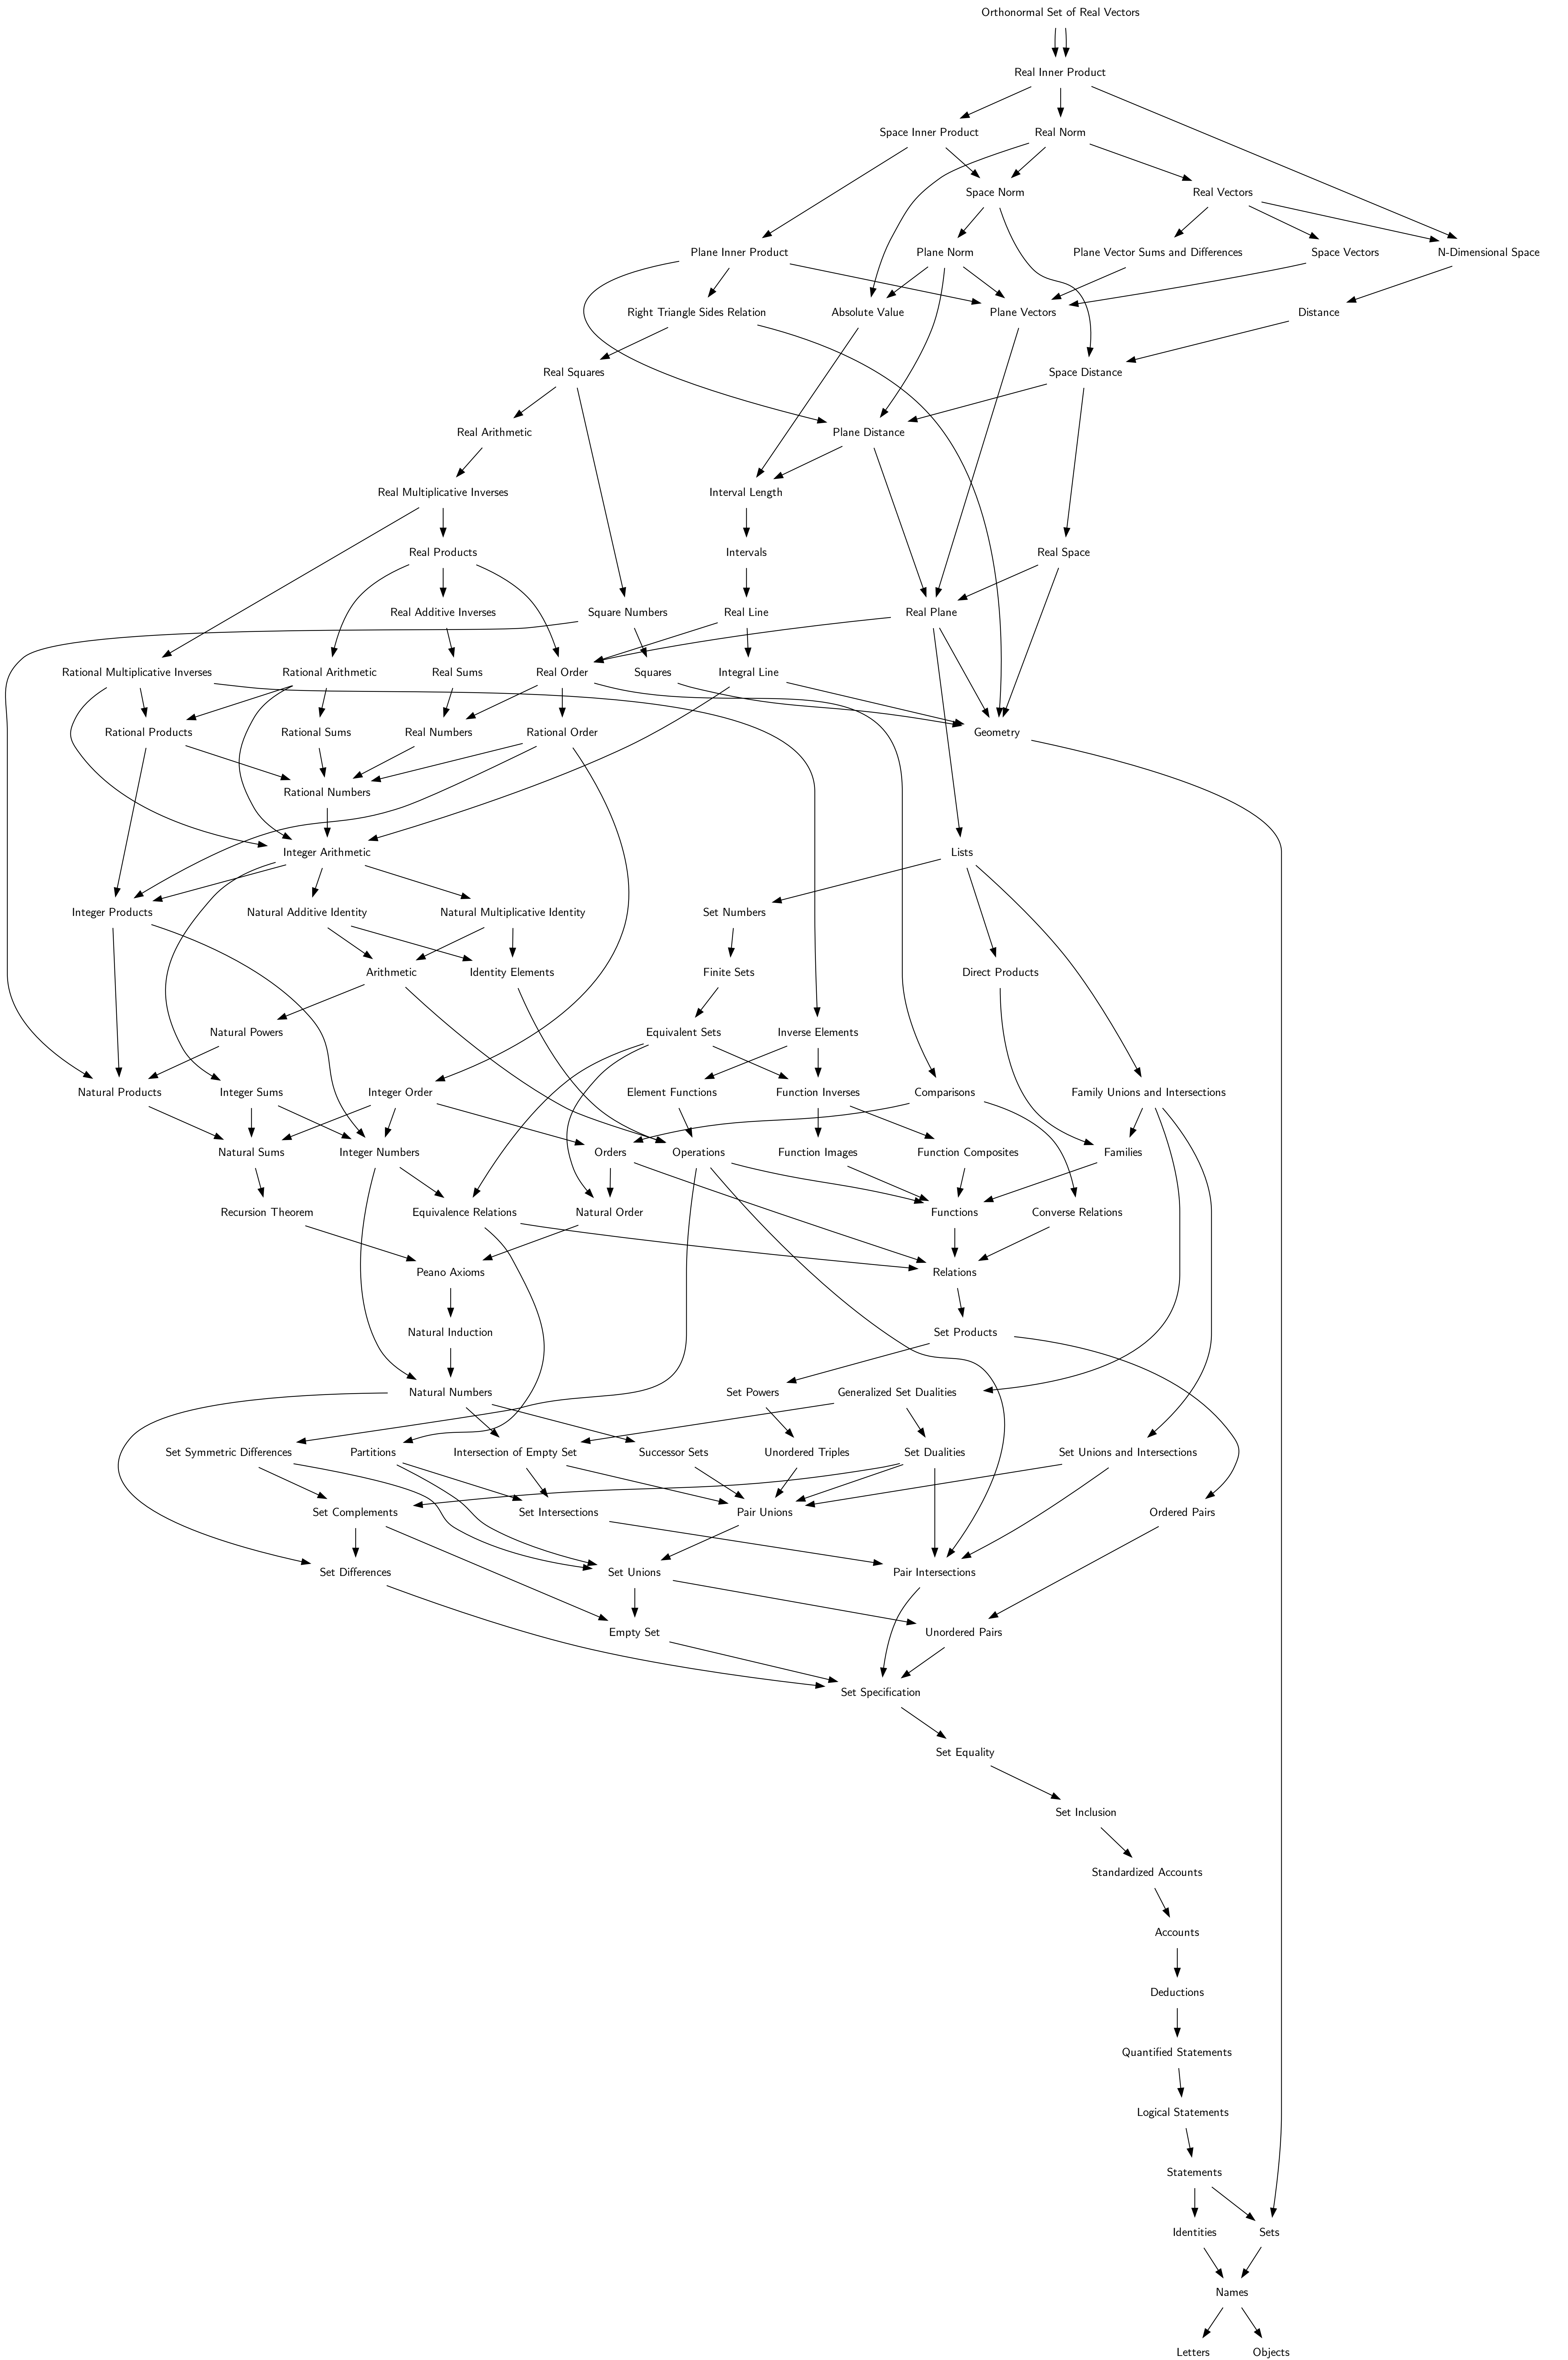 Orthonormal Set of Real Vectors
Real Inner Product
Space Inner Product
Real Norm
Space Norm
Real Vectors
Plane Inner Product
Plane Norm
Plane Vector Sums and Differences
Space Vectors
N-Dimensional Space
Right Triangle Sides Relation
Absolute Value
Plane Vectors
Distance
Real Squares
Space Distance
Real Arithmetic
Plane Distance
Real Multiplicative Inverses
Interval Length
Real Products
Intervals
Real Space
Real Additive Inverses
Square Numbers
Real Line
Real Plane
Rational Multiplicative Inverses
Rational Arithmetic
Real Sums
Real Order
Squares
Integral Line
Rational Products
Rational Sums
Real Numbers
Rational Order
Geometry
Rational Numbers
Integer Arithmetic
Lists
Integer Products
Natural Additive Identity
Natural Multiplicative Identity
Set Numbers
Arithmetic
Identity Elements
Finite Sets
Direct Products
Natural Powers
Equivalent Sets
Inverse Elements
Natural Products
Integer Sums
Integer Order
Element Functions
Function Inverses
Comparisons
Family Unions and Intersections
Natural Sums
Integer Numbers
Orders
Operations
Function Images
Function Composites
Families
Recursion Theorem
Equivalence Relations
Natural Order
Functions
Converse Relations
Peano Axioms
Relations
Natural Induction
Set Products
Natural Numbers
Set Powers
Generalized Set Dualities
Set Symmetric Differences
Partitions
Intersection of Empty Set
Successor Sets
Unordered Triples
Set Dualities
Set Unions and Intersections
Set Complements
Set Intersections
Pair Unions
Ordered Pairs
Set Differences
Set Unions
Pair Intersections
Empty Set
Unordered Pairs
Set Specification
Set Equality
Set Inclusion
Standardized Accounts
Accounts
Deductions
Quantified Statements
Logical Statements
Statements
Identities
Sets
Names
Letters
Objects